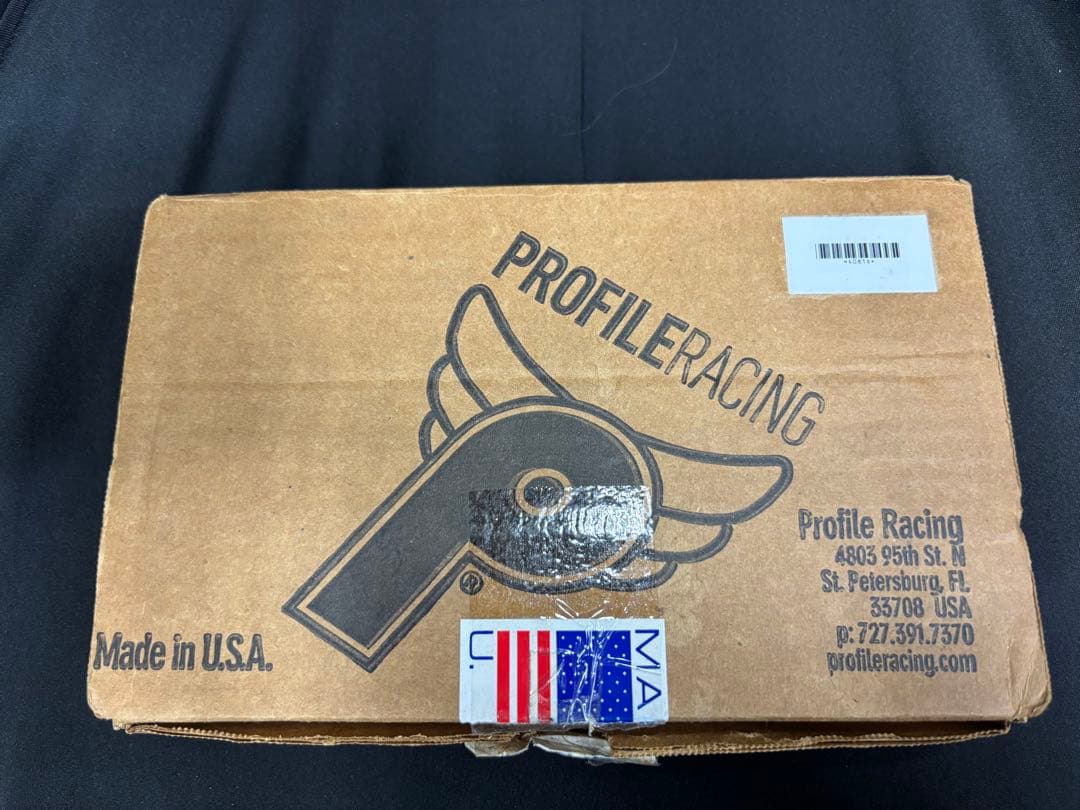 PROFILERACING
®
Profile Racing
4803 95th St. N
St. Petersburg, FL
33708 USA
p: 727.391.7370
profileracing.com
Made in U.S.A.
MA
U.